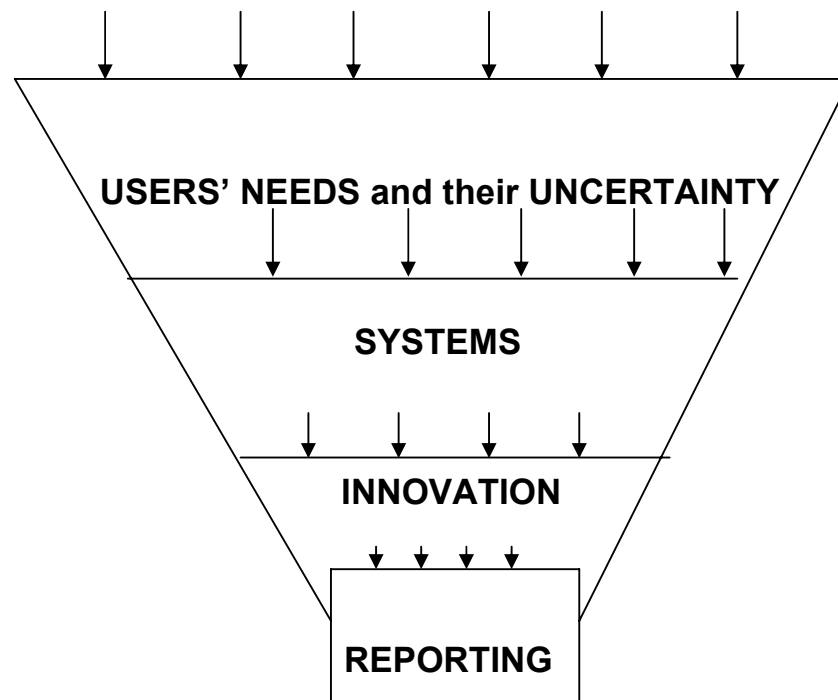 USERS’ NEEDS and their UNCERTAINTY
SYSTEMS
INNOVATION
REPORTING